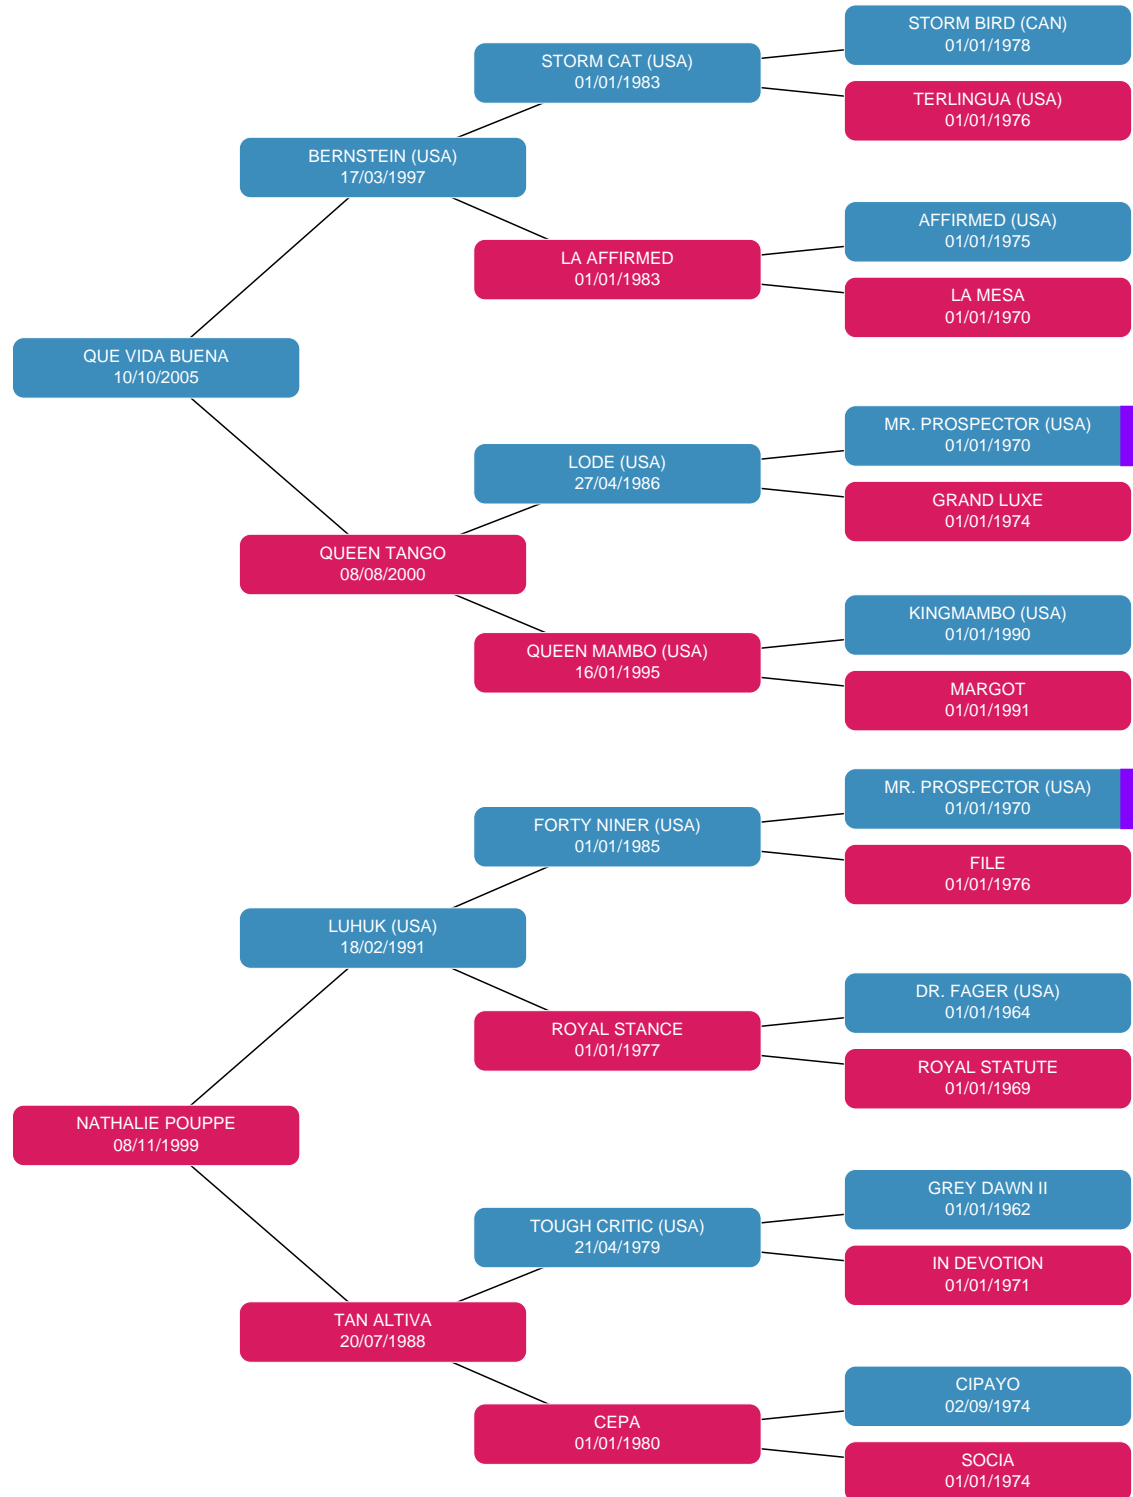 STORM BIRD (CAN)
01/01/1978
STORM CAT (USA)
01/01/1983
TERLINGUA (USA)
01/01/1976
BERNSTEIN (USA)
17/03/1997
AFFIRMED (USA)
01/01/1975
LA AFFIRMED
01/01/1983
LA MESA
01/01/1970
QUE VIDA BUENA
10/10/2005
MR. PROSPECTOR (USA)
01/01/1970
LODE (USA)
27/04/1986
GRAND LUXE
01/01/1974
QUEEN TANGO
08/08/2000
KINGMAMBO (USA)
01/01/1990
QUEEN MAMBO (USA)
16/01/1995
MARGOT
01/01/1991
MR. PROSPECTOR (USA)
01/01/1970
FORTY NINER (USA)
01/01/1985
FILE
01/01/1976
LUHUK (USA)
18/02/1991
DR. FAGER (USA)
01/01/1964
ROYAL STANCE
01/01/1977
ROYAL STATUTE
01/01/1969
NATHALIE POUPPE
08/11/1999
GREY DAWN II
01/01/1962
TOUGH CRITIC (USA)
21/04/1979
IN DEVOTION
01/01/1971
TAN ALTIVA
20/07/1988
CIPAYO
02/09/1974
CEPA
01/01/1980
SOCIA
01/01/1974